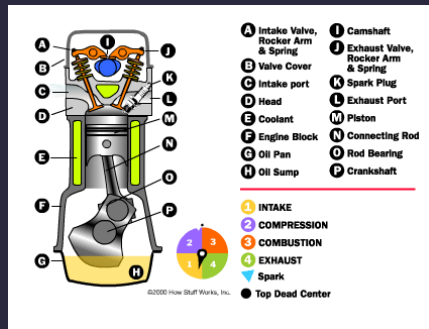 A
B
C
D
E
F
G
I
J
K
L
M
N
O
P
H
2 3
1 4
©2000 How Stuff Works, Inc.
A Intake Valve,
Rocker Arm
& Spring
B Valve Cover
C Intake port
D Head
E Coolant
F Engine Block
G Oil Pan
H Oil Sump
I Camshaft
J Exhaust Valve,
Rocker Arm
& Spring
K Spark Plug
L Exhaust Port
M Piston
N Connecting Rod
O Rod Bearing
P Crankshaft
1 INTAKE
2 COMPRESSION
3 COMBUSTION
4 EXHAUST
Spark
Top Dead Center